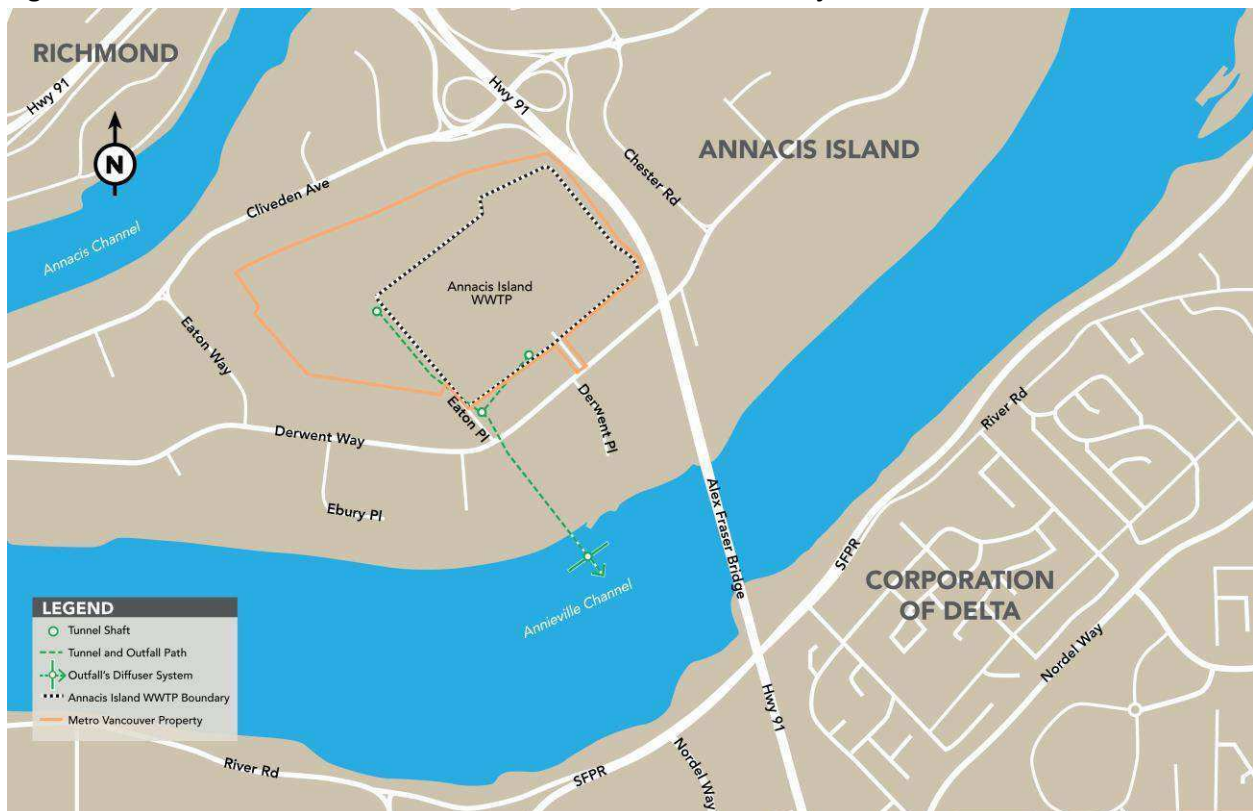 RICHMOND
Hwy 91
N
Annacis Channel
Cliveden Ave
Hwy 91
Chester Rd
ANNACIS ISLAND
Annacis Island
WWTP
Eaton Way
Derwent Way
Eaton Pl
Derwent Pl
Ebury Pl
Alex Fraser Bridge
Annieville Channel
River Rd
SFPR
CORPORATION
OF DELTA
Nordel Way
Hwy 91
LEGEND
Tunnel Shaft
Tunnel and Outfall Path
Outfall's Diffuser System
Annacis Island WWTP Boundary
Metro Vancouver Property
River Rd
SFPR
Nordel Way